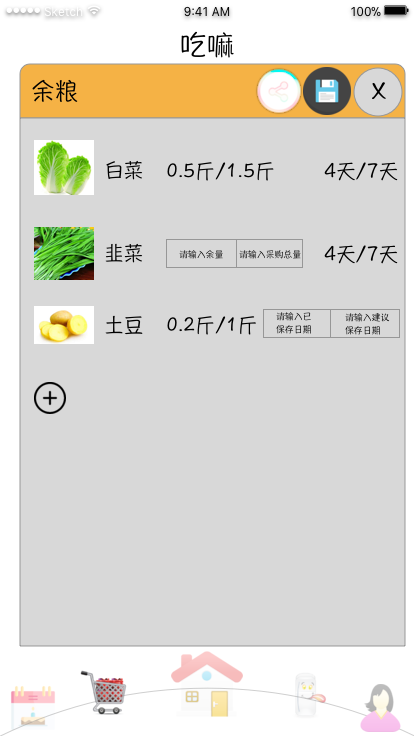 Sketch 9:41 AM 100%
吃嘛
余粮 X
白菜 0.5斤/1.5斤 4天/7天
韭菜 请输入余量 请输入采购总量 4天/7天
土豆 0.2斤/1斤 请输入已 请输入建议
保存日期 保存日期